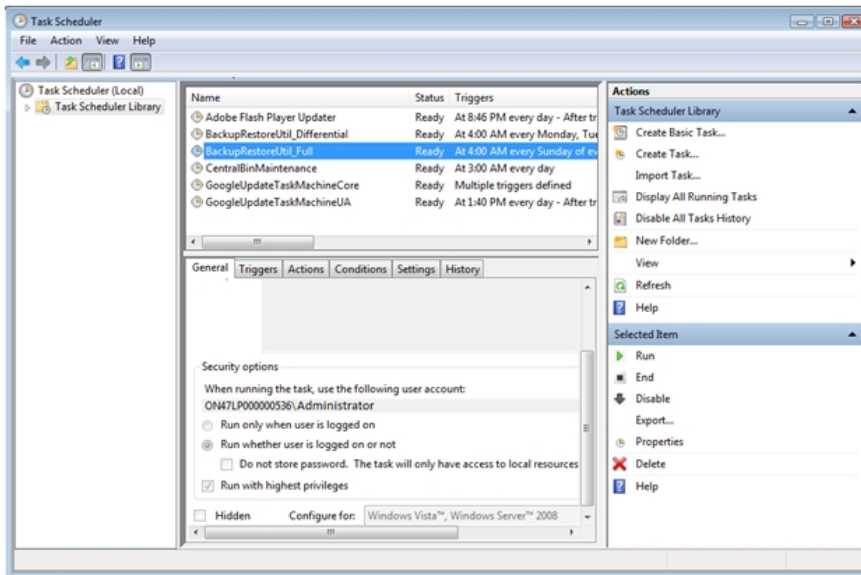 Task Scheduler
File Action View Help
Task Scheduler (Local)
Task Scheduler Library
Name Status Triggers
Adobe Flash Player Updater Ready At 8:46 PM every day - After tr
BackupRestoreUtil_Differential Ready At 4:00 AM every Monday, Tue
BackupRestoreUtil_Full Ready At 4:00 AM every Sunday of ev
CentralBinMaintenance Ready At 3:00 AM every day
GoogleUpdateTaskMachineCore Ready Multiple triggers defined
GoogleUpdateTaskMachineUA Ready At 1:40 PM every day - After tr
General Triggers Actions Conditions Settings History
Security options
When running the task, use the following user account:
ON47LP000000536\Administrator
Run only when user is logged on
Run whether user is logged on or not
Do not store password. The task will only have access to local resources
Run with highest privileges
Hidden Configure for: Windows Vista™, Windows Server™ 2008
Actions
Task Scheduler Library
Create Basic Task...
Create Task...
Import Task...
Display All Running Tasks
Disable All Tasks History
New Folder...
View
Refresh
Help
Selected Item
Run
End
Disable
Export...
Properties
Delete
Help